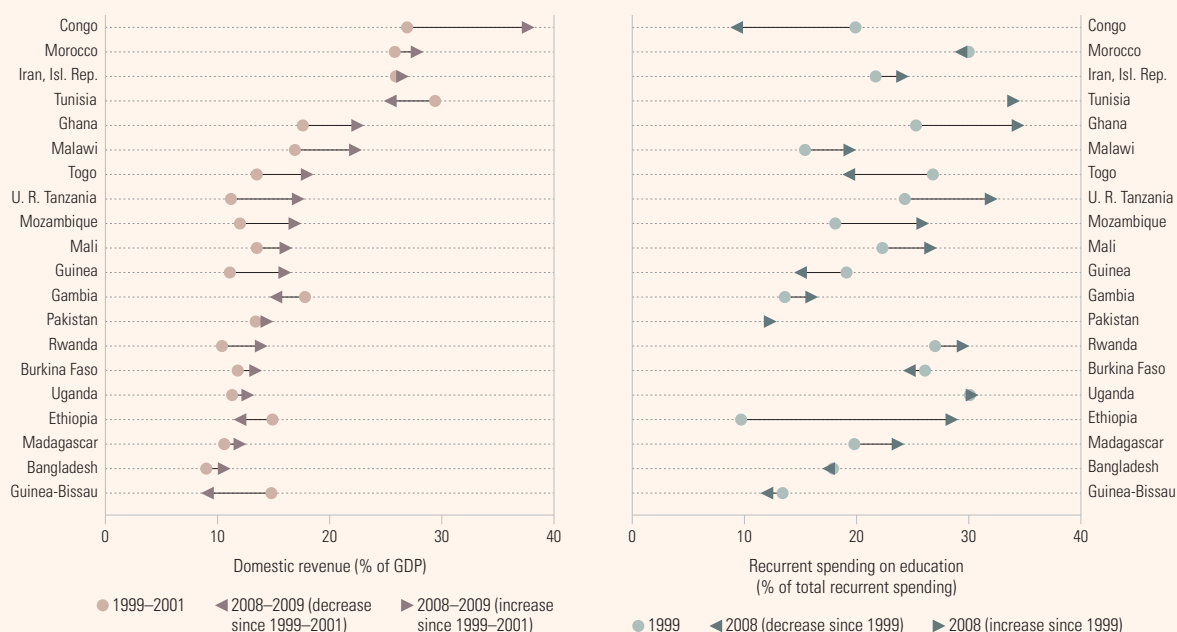 Congo
Morocco
Iran, Isl. Rep.
Tunisia
Ghana
Malawi
Togo
U. R. Tanzania
Mozambique
Mali
Guinea
Gambia
Pakistan
Rwanda
Burkina Faso
Uganda
Ethiopia
Madagascar
Bangladesh
Guinea-Bissau
0 10 20 30 40
Domestic revenue (% of GDP)
1999–2001 2008–2009 (decrease 2008–2009 (increase
since 1999–2001) since 1999–2001)
Congo
Morocco
Iran, Isl. Rep.
Tunisia
Ghana
Malawi
Togo
U. R. Tanzania
Mozambique
Mali
Guinea
Gambia
Pakistan
Rwanda
Burkina Faso
Uganda
Ethiopia
Madagascar
Bangladesh
Guinea-Bissau
0 10 20 30 40
Recurrent spending on education
(% of total recurrent spending)
1999 2008 (decrease since 1999) 2008 (increase since 1999)